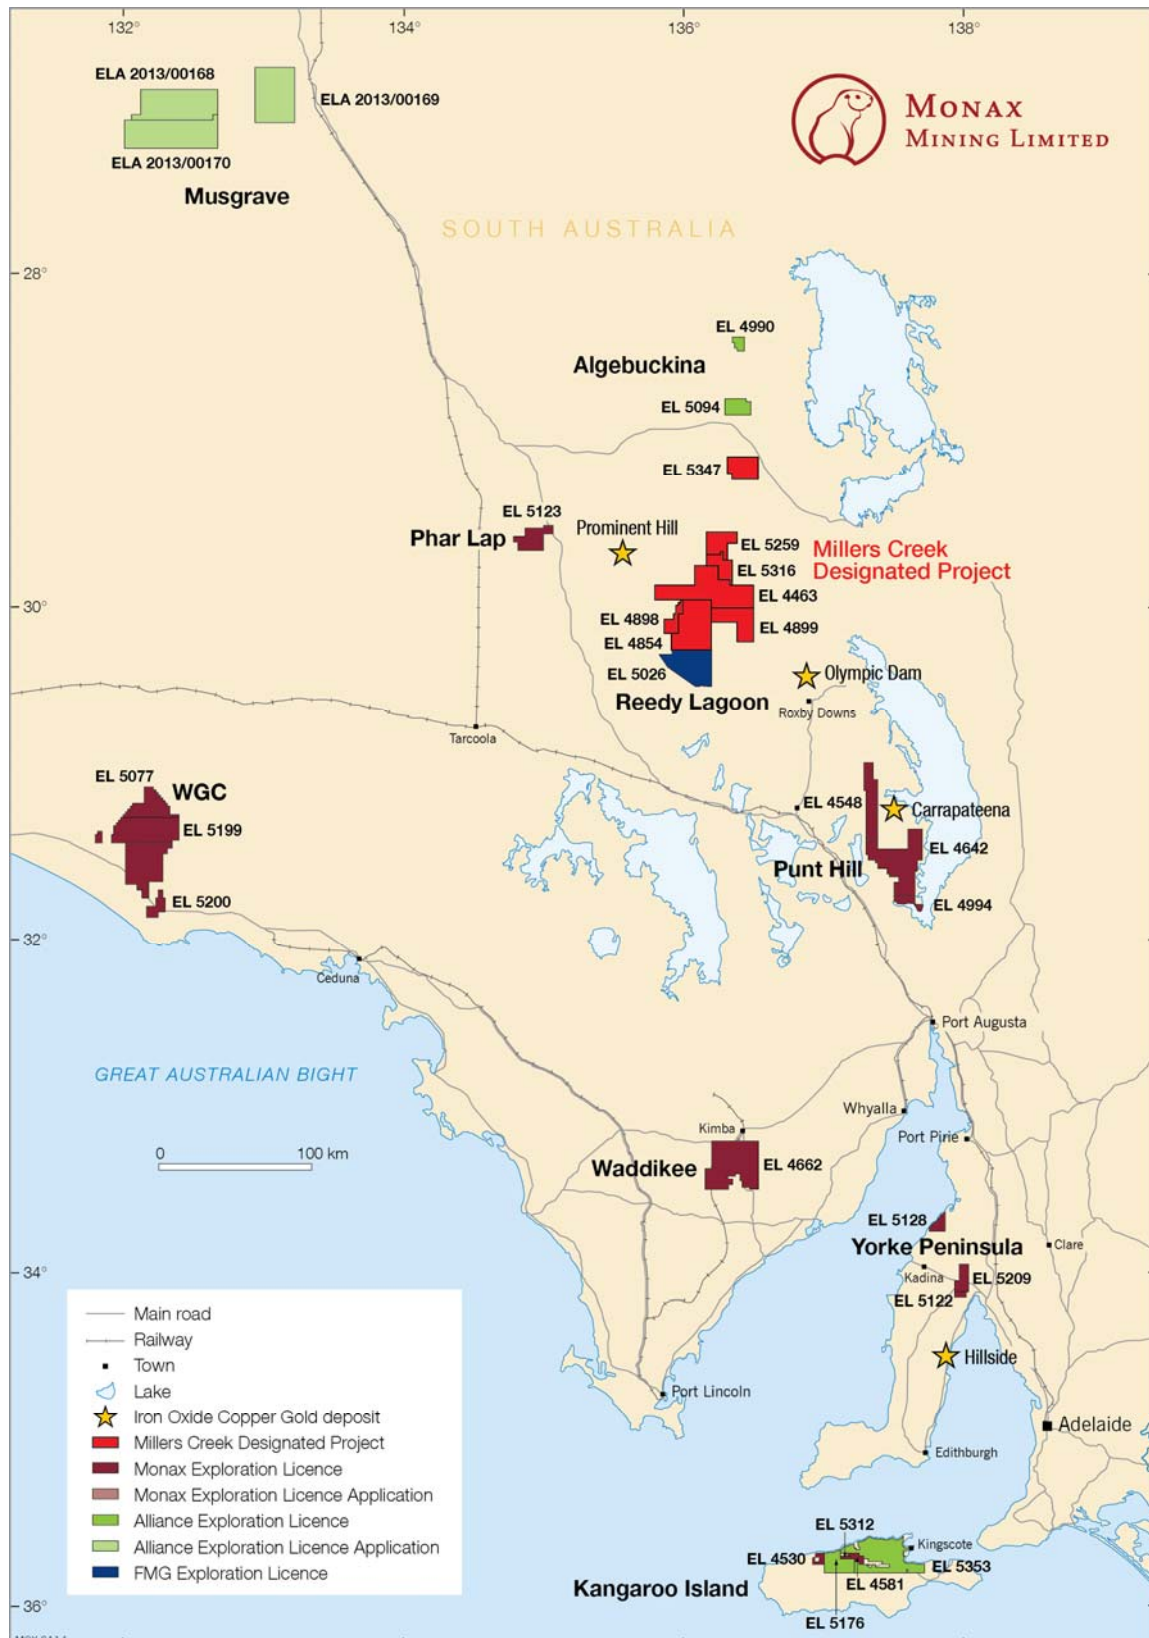 132°
134°
136°
138°
ELA 2013/00168
ELA 2013/00169
ELA 2013/00170
Musgrave
MONAX
MINING LIMITED
SOUTH AUSTRALIA
28°
EL 4990
Algebuckina
EL 5094
EL 5347
EL 5123
Phar Lap
Prominent Hill
EL 5259
Millers Creek
Designated Project
EL 5316
30°
EL 4463
EL 4898
EL 4899
EL 4854
EL 5026
Reedy Lagoon
Olympic Dam
Roxby Downs
Tarcoola
EL 5077
WGC
EL 5199
EL 5200
EL 4548
Carrapateena
EL 4642
Punt Hill
EL 4994
32°
Ceduna
Port Augusta
GREAT AUSTRALIAN BIGHT
Whyalla
Kimba
Port Pirie
0 100 km
Waddikee
EL 4662
EL 5128
Yorke Peninsula
Clare
34°
Kadina
EL 5209
EL 5122
Hillside
Port Lincoln
Adelaide
Edithburgh
Main road
Railway
Town
Lake
Iron Oxide Copper Gold deposit
Millers Creek Designated Project
Monax Exploration Licence
Monax Exploration Licence Application
Alliance Exploration Licence
Alliance Exploration Licence Application
FMG Exploration Licence
EL 5312
Kingscote
EL 4530
EL 5353
EL 4581
Kangaroo Island
EL 5176
36°